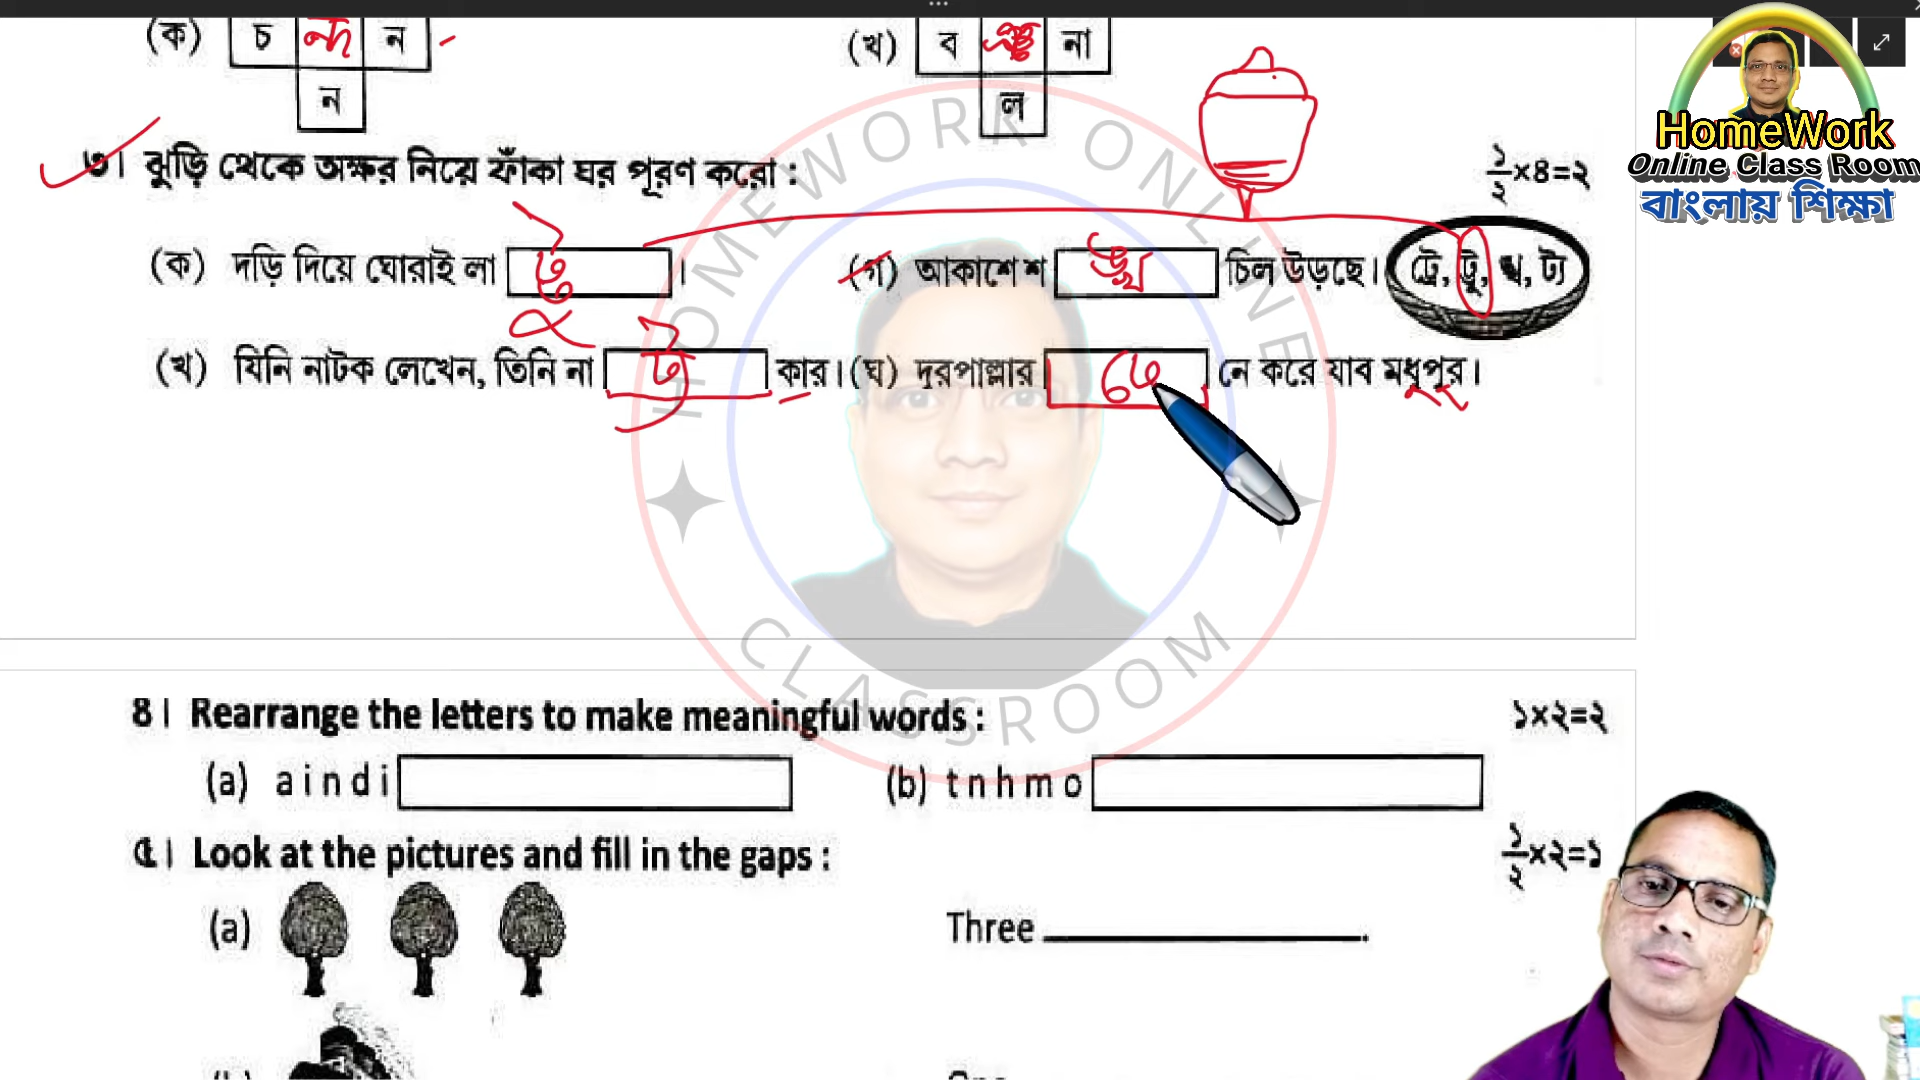 (ক) চ ন্দ ন
ন
(খ) ব ঞ্ছ না
ল
৩। ঝুড়ি থেকে অক্ষর নিয়ে ফাঁকা ঘর পূরণ করো :
১/২ ×৪=২
(ক) দড়ি দিয়ে ঘোরাই লা ট্টু ।
(গ) আকাশে শ ঙ্খ চিল উড়ছে।
ট্রে, ট্টু, ঙ্খ, ট্য
(খ) যিনি নাটক লেখেন, তিনি না ট্য কার।
(ঘ) দূরপাল্লার নে করে যাব মধুপুর।
HomeWork
Online Class Room
বাংলায় শিক্ষা
HOMEWORK ONLINE
CLASSROOM
৪। Rearrange the letters to make meaningful words :
১×২=২
(a) a i n d i
(b) t n h m o
৫। Look at the pictures and fill in the gaps :
১/২ ×২=১
(a)
Three ______.